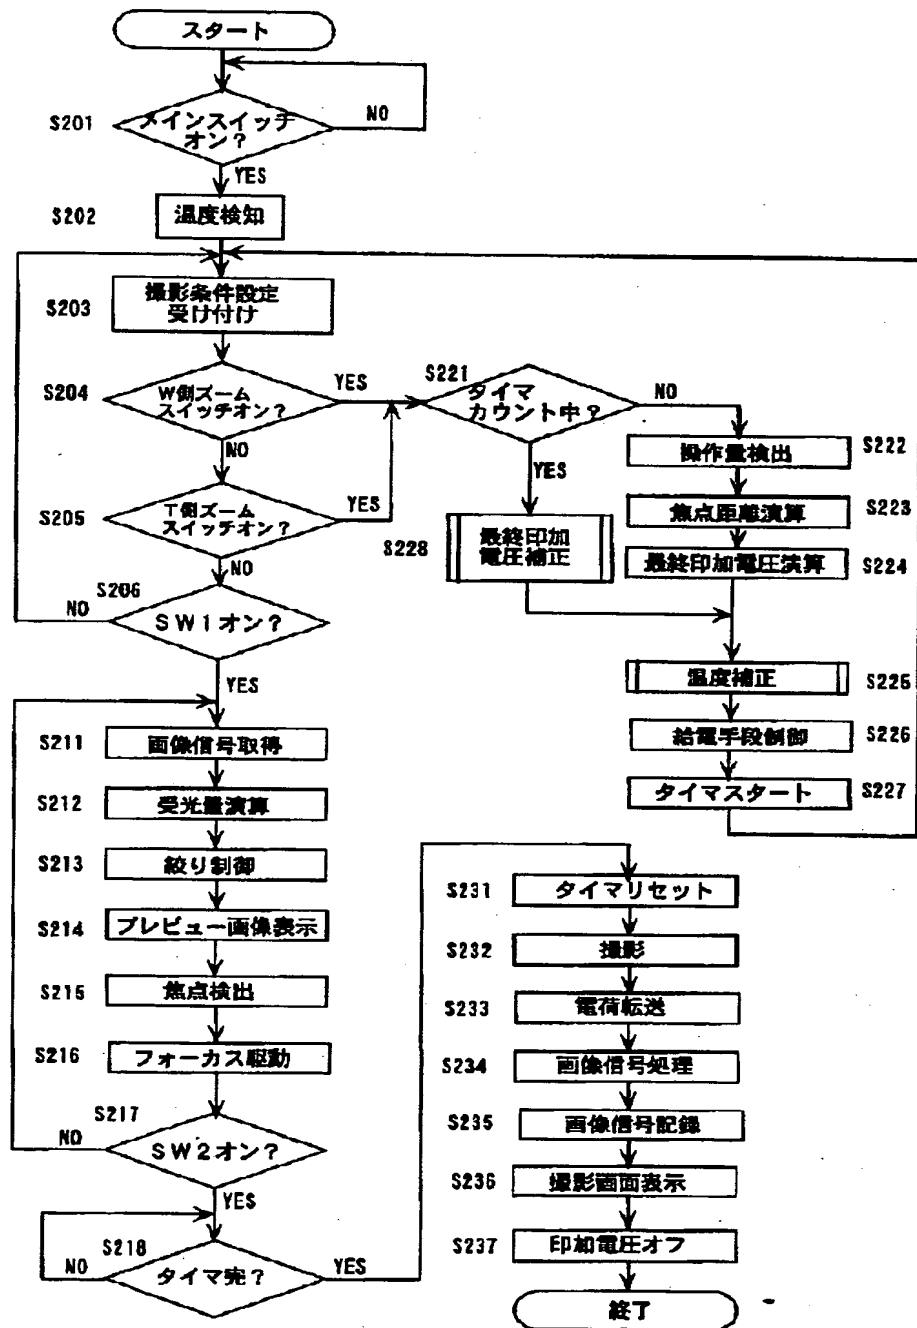 スタート
S201
メインスイッチ
オン？
NO
YES
S202
温度検知
S203
撮影条件設定
受け付け
S204
W側ズーム
スイッチオン？
YES
NO
S205
T側ズーム
スイッチオン？
YES
NO
S206
SW1オン？
NO
YES
S211
画像信号取得
S212
受光量演算
S213
絞り制御
S214
プレビュー画像表示
S215
焦点検出
S216
フォーカス駆動
S217
SW2オン？
NO
YES
S218
タイマ完？
NO
YES
S221
タイマ
カウント中？
NO
YES
S222
操作量検出
S223
焦点距離演算
S224
最終印加電圧演算
S228
最終印加
電圧補正
S225
温度補正
S226
給電手段制御
S227
タイマスタート
S231
タイマリセット
S232
撮影
S233
電荷転送
S234
画像信号処理
S235
画像信号記録
S236
撮影画面表示
S237
印加電圧オフ
終了